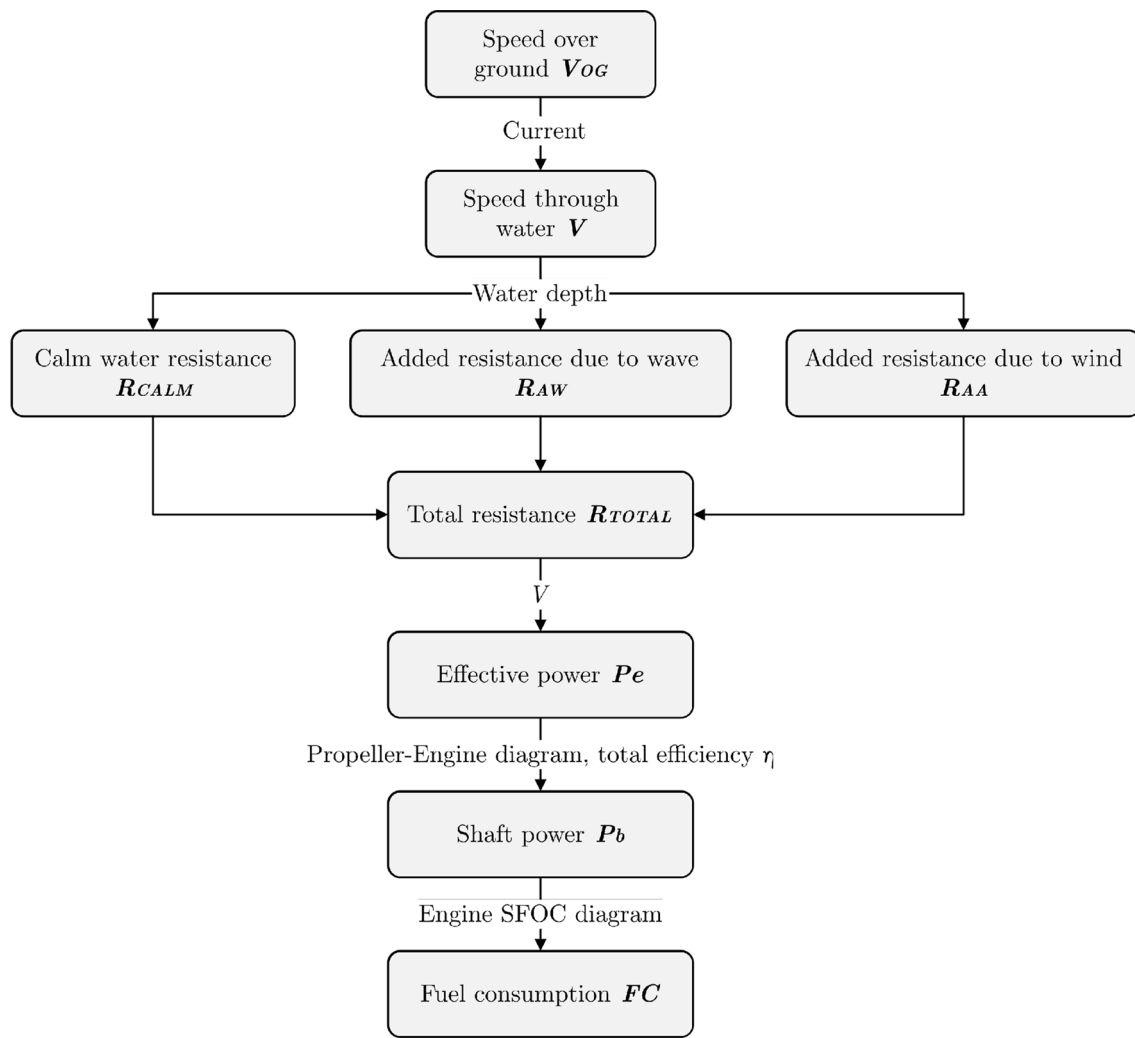 Speed over
ground VOG
Current
Speed through
water V
Water depth
Calm water resistance
RCALM
Added resistance due to wave
RAW
Added resistance due to wind
RAA
Total resistance RTOTAL
V
Effective power Pe
Propeller-Engine diagram, total efficiency η
Shaft power Pb
Engine SFOC diagram
Fuel consumption FC